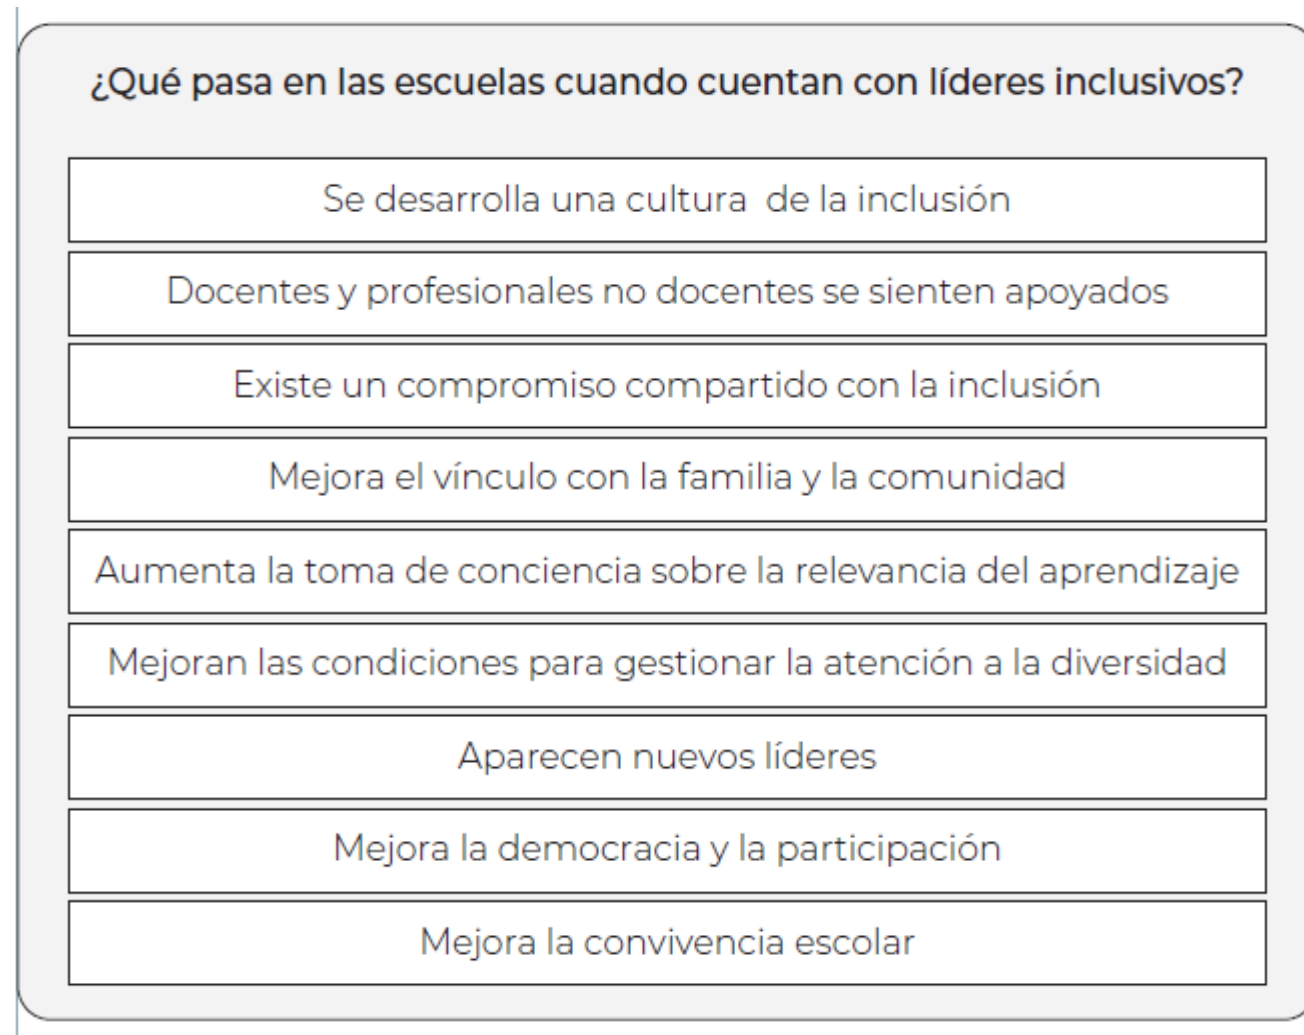 ¿Qué pasa en las escuelas cuando cuentan con líderes inclusivos?
Se desarrolla una cultura de la inclusión
Docentes y profesionales no docentes se sienten apoyados
Existe un compromiso compartido con la inclusión
Mejora el vínculo con la familia y la comunidad
Aumenta la toma de conciencia sobre la relevancia del aprendizaje
Mejoran las condiciones para gestionar la atención a la diversidad
Aparecen nuevos líderes
Mejora la democracia y la participación
Mejora la convivencia escolar